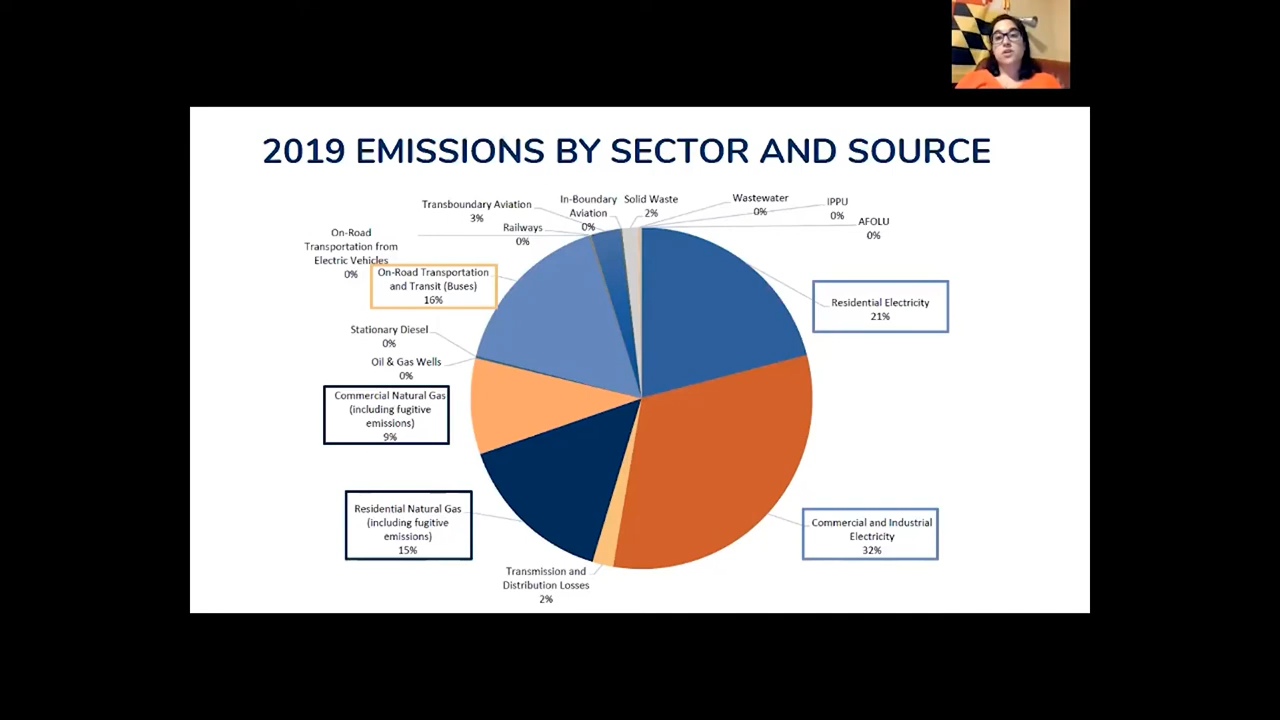 2019 EMISSIONS BY SECTOR AND SOURCE
Transboundary Aviation
3%
In-Boundary
Aviation
0%
Solid Waste
2%
Wastewater
0%
IPPU
0%
AFOLU
0%
Railways
0%
On-Road
Transportation from
Electric Vehicles
0%
On-Road Transportation
and Transit (Buses)
16%
Residential Electricity
21%
Stationary Diesel
0%
Oil & Gas Wells
0%
Commercial Natural Gas
(including fugitive
emissions)
9%
Residential Natural Gas
(including fugitive
emissions)
15%
Commercial and Industrial
Electricity
32%
Transmission and
Distribution Losses
2%